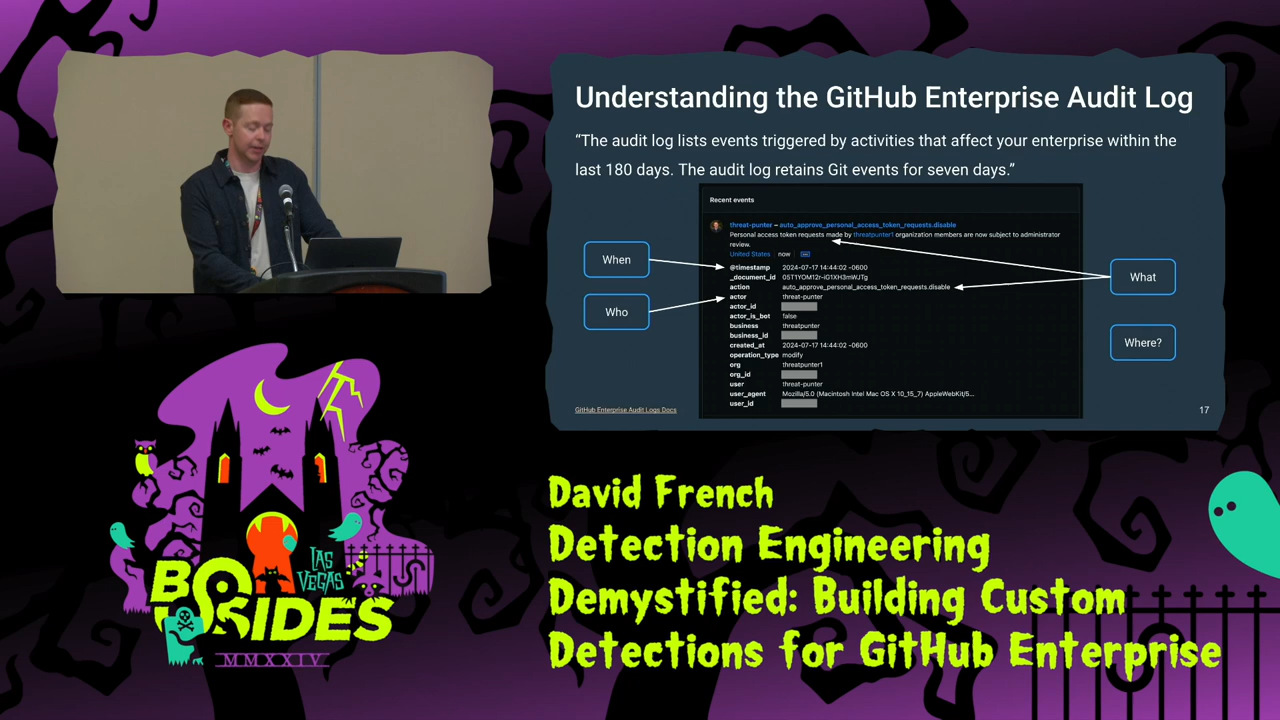 Understanding the GitHub Enterprise Audit Log
“The audit log lists events triggered by activities that affect your enterprise within the
last 180 days. The audit log retains Git events for seven days.”
Recent events
threat-punter – auto_approve_personal_access_token_requests.disable
Personal access token requests made by threatpunter1 organization members are now subject to administrator
review.
United States now
When
Who
What
Where?
@timestamp 2024-07-17 14:44:02 -0600
_document_id 05T1YOM12r-iG1XH3mWJTg
action auto_approve_personal_access_token_requests.disable
actor threat-punter
actor_id
actor_is_bot false
business threatpunter
business_id
created_at 2024-07-17 14:44:02 -0600
operation_type modify
org threatpunter1
org_id
user threat-punter
user_agent Mozilla/5.0 (Macintosh Intel Mac OS X 10_15_7) AppleWebKit/5...
user_id
GitHub Enterprise Audit Logs Docs
17
BSIDES
LAS
VEGAS
MMXXIV
David French
Detection Engineering
Demystified: Building Custom
Detections for GitHub Enterprise